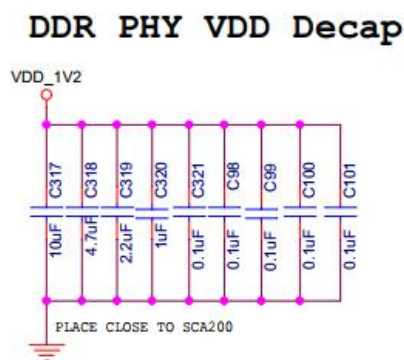 DDR PHY VDD Decap
VDD_1V2
C317
10uF
C318
4.7uF
C319
2.2uF
C320
1uF
C321
0.1uF
C98
0.1uF
C99
0.1uF
C100
0.1uF
C101
0.1uF
PLACE CLOSE TO SCA200